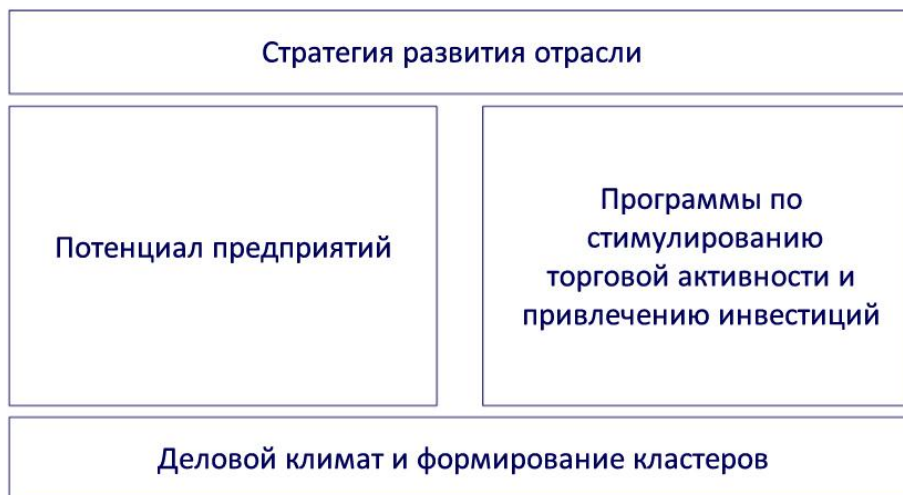 Стратегия развития отрасли
Потенциал предприятий
Программы по
стимулированию
торговой активности и
привлечению инвестиций
Деловой климат и формирование кластеров